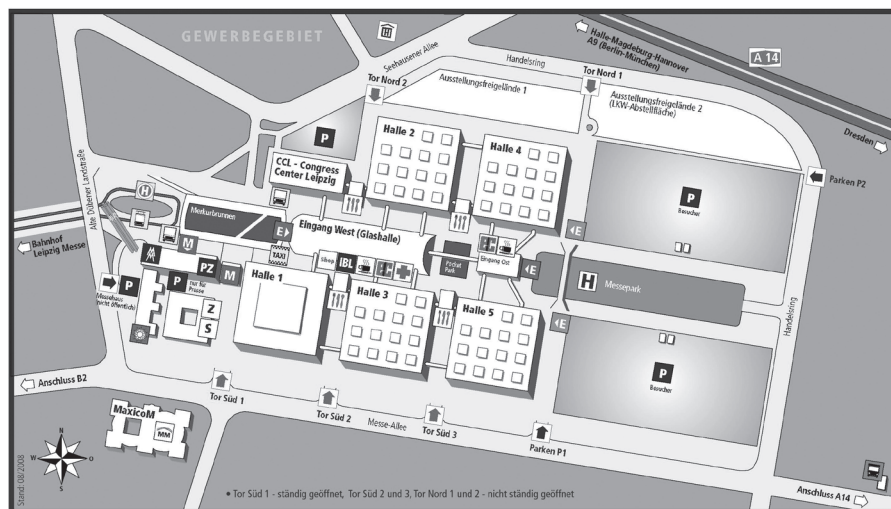 GEWERBEGEBIET
Seehausener Allee
Handelsring
Halle-Magdeburg-Hannover
A9 (Berlin-München)
A 14
Dresden
Tor Nord 2
Tor Nord 1
Ausstellungsfreigelände 1
Ausstellungsfreigelände 2
(LKW-Abstellfläche)
Parken P2
Alte Dübener Landstraße
P
Halle 2
Halle 4
CCL - Congress
Center Leipzig
H
P
Besucher
Merkurbrunnen
E
Eingang West (Glashalle)
E
Bahnhof
Leipzig Messe
M
TAXI
Shop
IBL
Pocket
Park
Eingang Ost
E
H
Messepark
Handelsring
P
Messehaus
(nicht öffentlich)
P
nur für
Presse
PZ
M
Z
S
Halle 1
Halle 3
Halle 5
E
P
Besucher
Anschluss B2
Tor Süd 1
Tor Süd 2
Messe-Allee
Tor Süd 3
Parken P1
MaxicoM
MM
N
W
O
S
Stand: 08/2008
Anschluss A14
• Tor Süd 1 - ständig geöffnet, Tor Süd 2 und 3, Tor Nord 1 und 2 - nicht ständig geöffnet